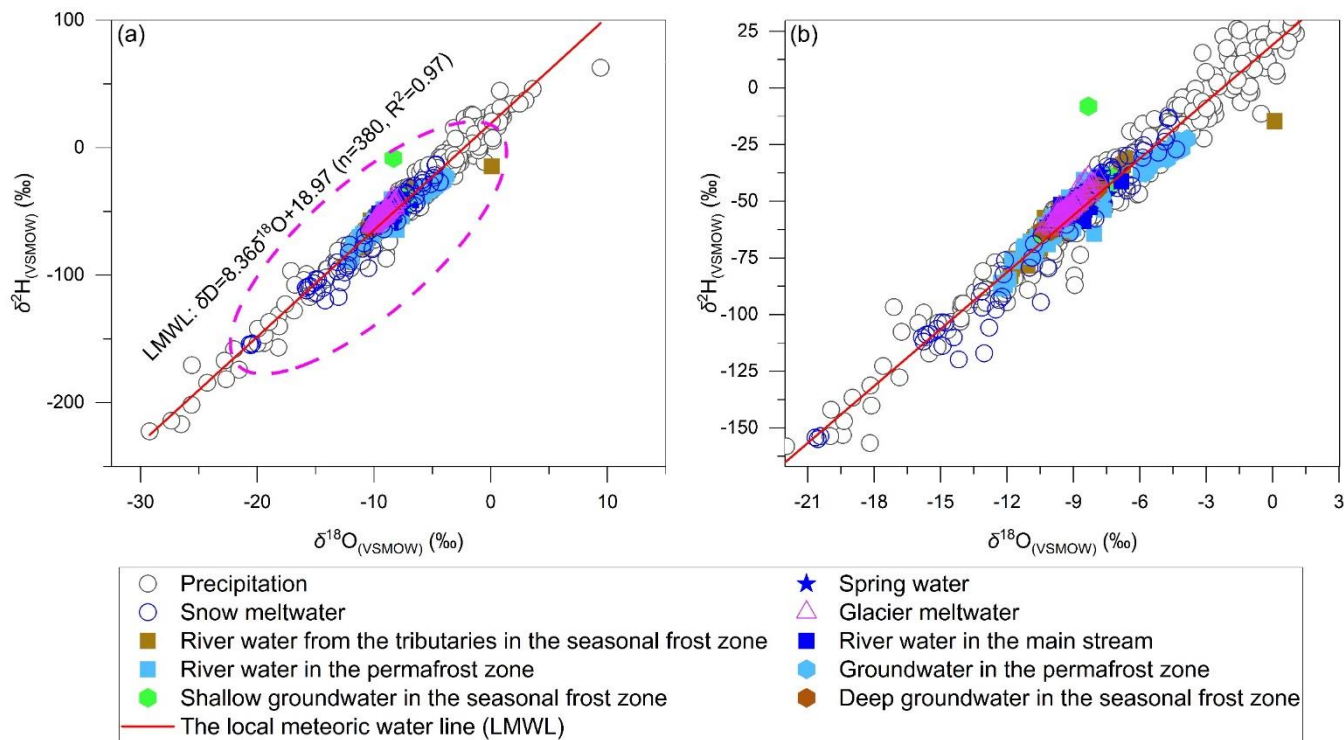 (a)
100
0
-100
-200
δ²H(VSMOW) (‰)
LMWL: δD=8.36δ¹⁸O+18.97 (n=380, R²=0.97)
-30 -20 -10 0 10
δ¹⁸O(VSMOW) (‰)
(b)
25
0
-25
-50
-75
-100
-125
-150
δ²H(VSMOW) (‰)
-21 -18 -15 -12 -9 -6 -3 0 3
δ¹⁸O(VSMOW) (‰)
Precipitation
Snow meltwater
River water from the tributaries in the seasonal frost zone
River water in the permafrost zone
Shallow groundwater in the seasonal frost zone
The local meteoric water line (LMWL)
Spring water
Glacier meltwater
River water in the main stream
Groundwater in the permafrost zone
Deep groundwater in the seasonal frost zone